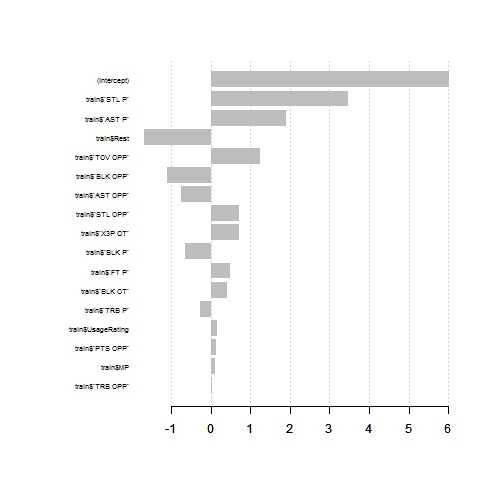 (Intercept)
train$`STL P`
train$`AST P`
train$Rest
train$`TOV OPP`
train$`BLK OPP`
train$`AST OPP`
train$`STL OPP`
train$`X3P OT`
train$`BLK P`
train$`FT P`
train$`BLK OT`
train$`TRB P`
train$UsageRating
train$`PTS OPP`
train$MP
train$`TRB OPP`
-1 0 1 2 3 4 5 6